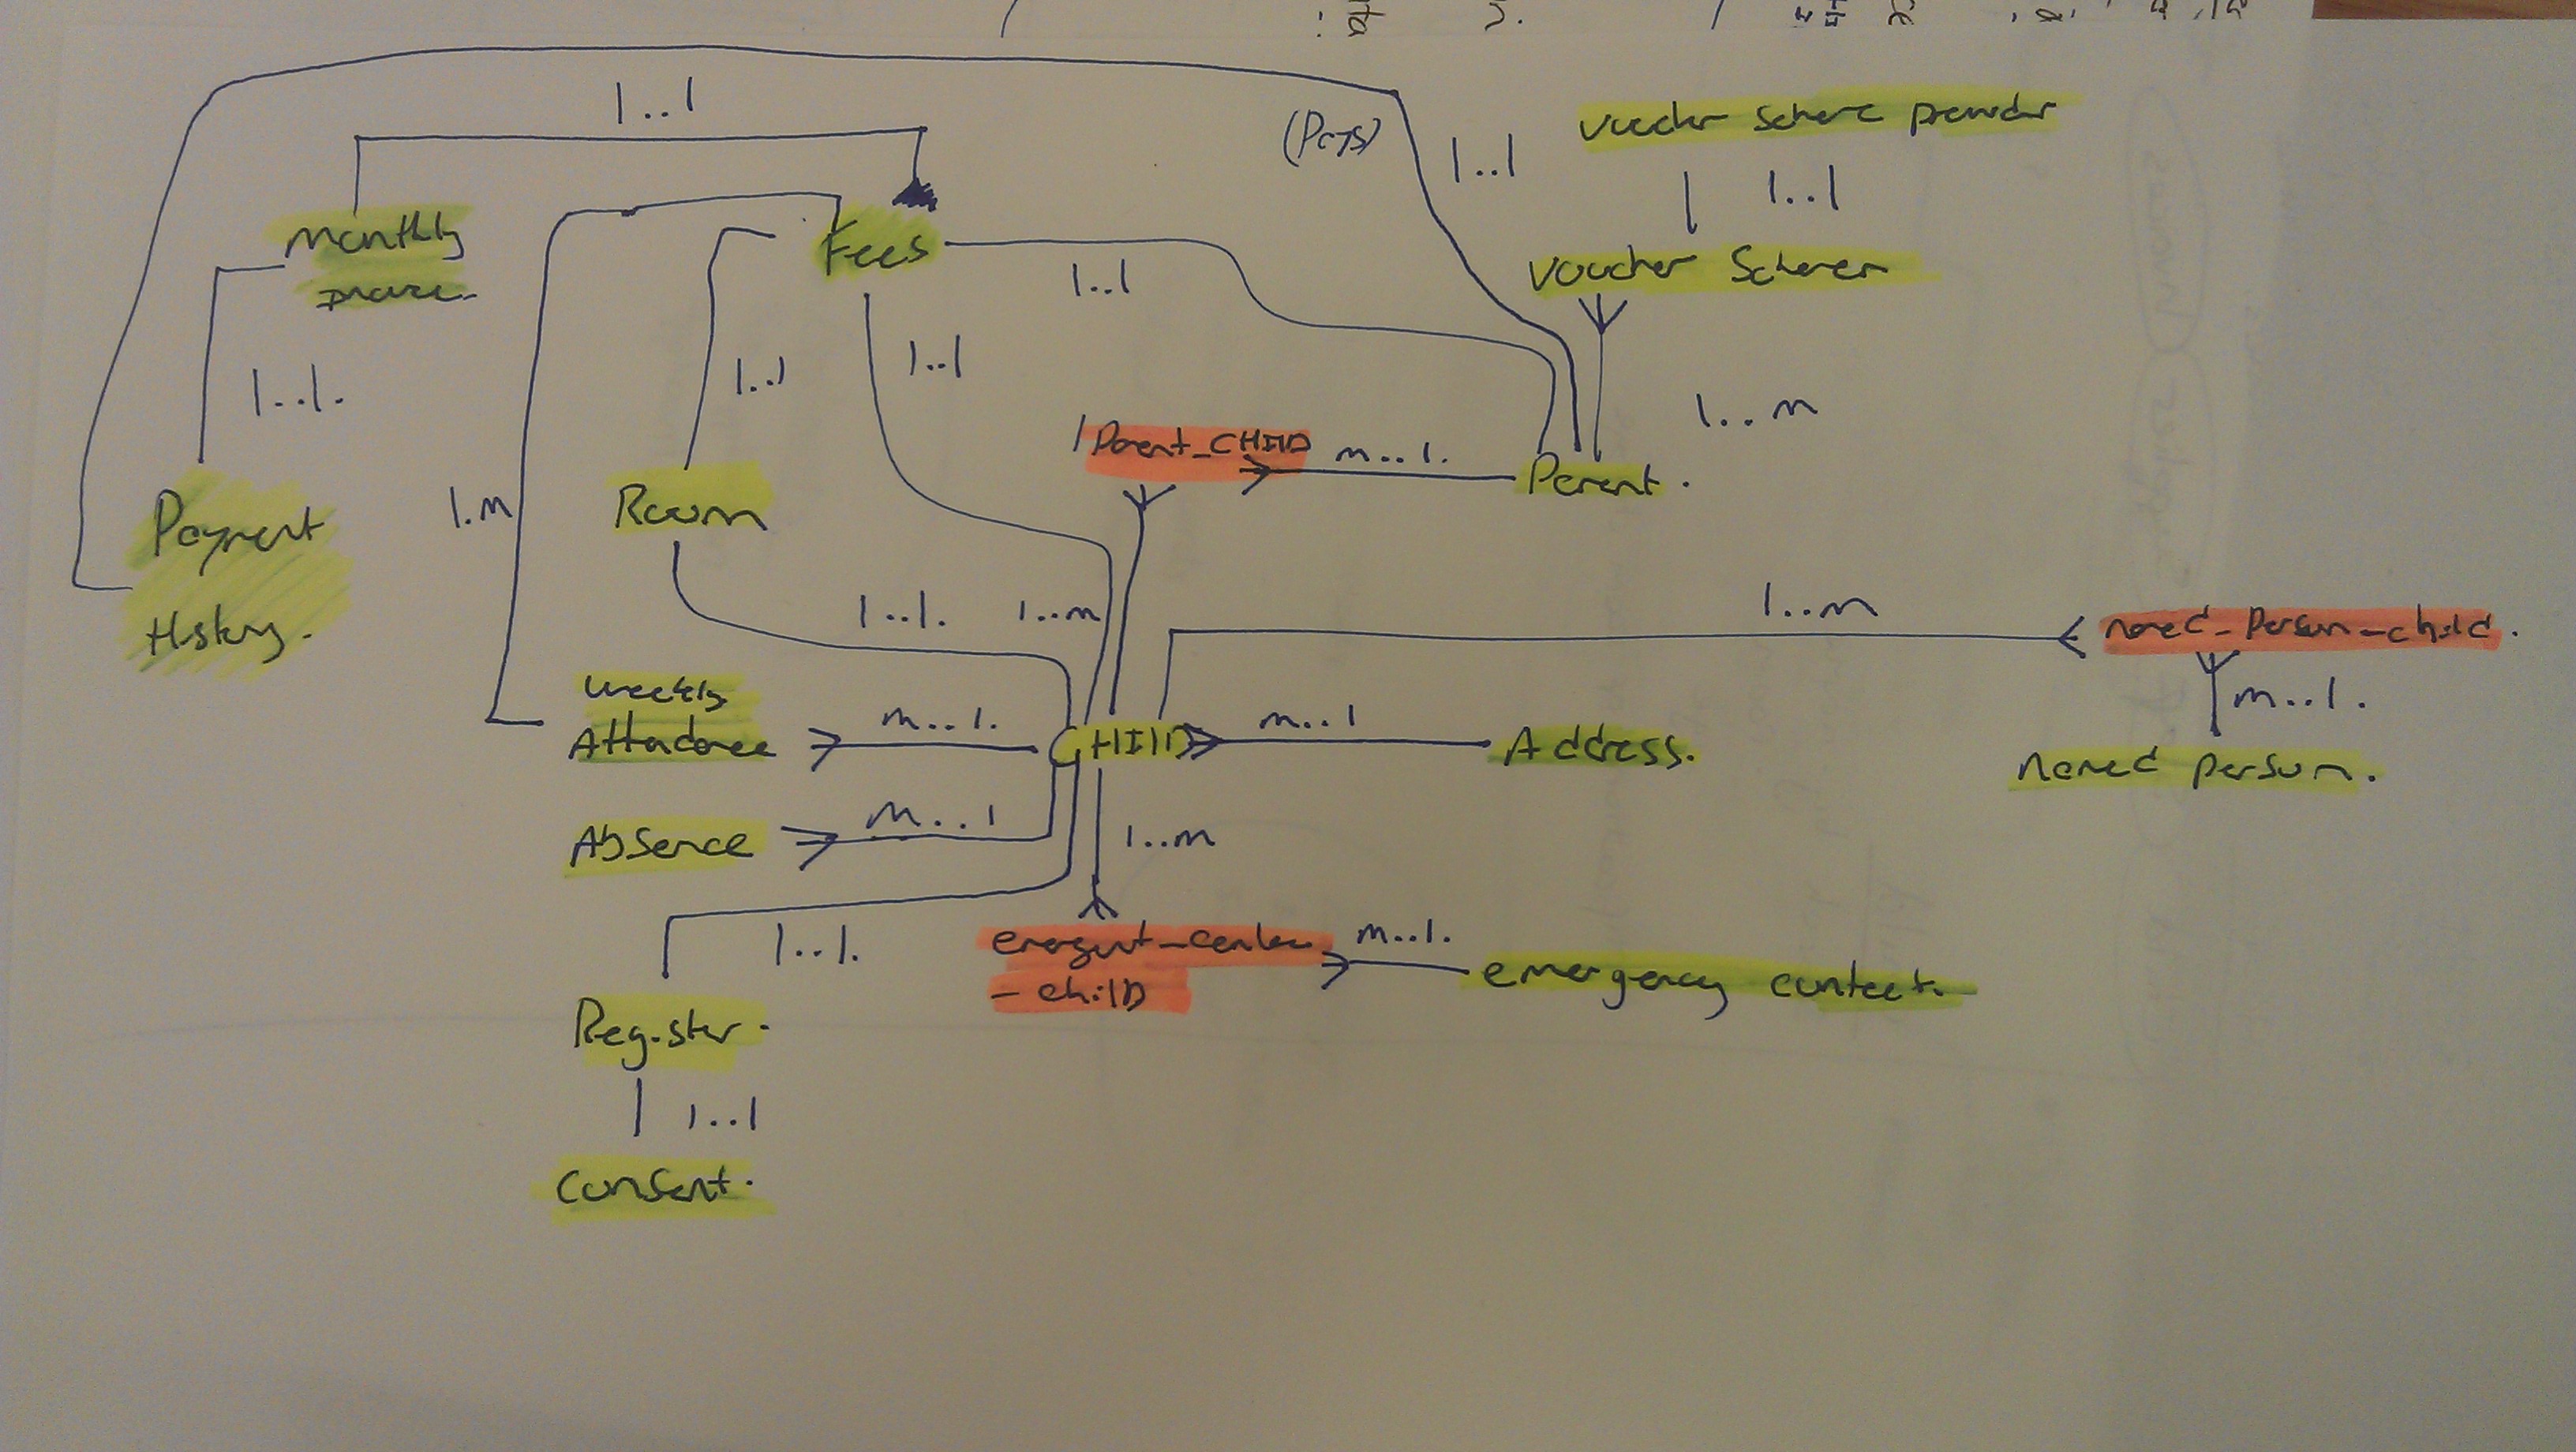 1..1
(Pays)
1..1
Voucher Scheme provider
1..1
Monthly
Fees
1..1
Voucher Scheme
1..1.
1..1
1..1
1...m
Parent_CHILD
m..1.
Parent.
1.m
Room
Payment
History.
1..1.
1..m
1..m
named_person_child.
m..1.
weekly
Attendance
m...1.
CHILD
m...1
Address.
named person.
Absence
m...1
1..m
1..1.
emergent_contac
-child
m..1.
emergency contact.
Register.
1..1
Consent.